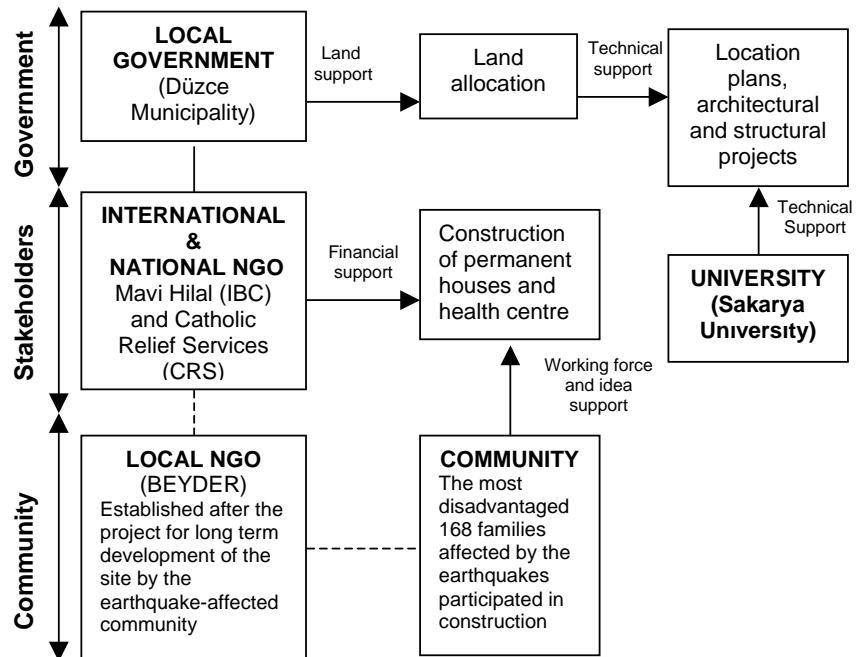 Government
LOCAL
GOVERNMENT
(Düzce
Municipality)
Land
support
Land
allocation
Technical
support
Location
plans,
architectural
and structural
projects
Stakeholders
INTERNATIONAL
&
NATIONAL NGO
Mavi Hilal (IBC)
and Catholic
Relief Services
(CRS)
Financial
support
Construction
of permanent
houses and
health centre
Technical
Support
UNIVERSITY
(Sakarya
Unıversıty)
Working force
and idea
support
Community
LOCAL NGO
(BEYDER)
Established after the
project for long term
development of the
site by the
earthquake-affected
community
COMMUNITY
The most
disadvantaged
168 families
affected by the
earthquakes
participated in
construction